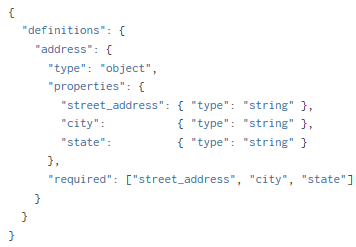 {
  "definitions": {
    "address": {
      "type": "object",
      "properties": {
        "street_address": { "type": "string" },
        "city":           { "type": "string" },
        "state":          { "type": "string" }
      },
      "required": ["street_address", "city", "state"]
    }
  }
}